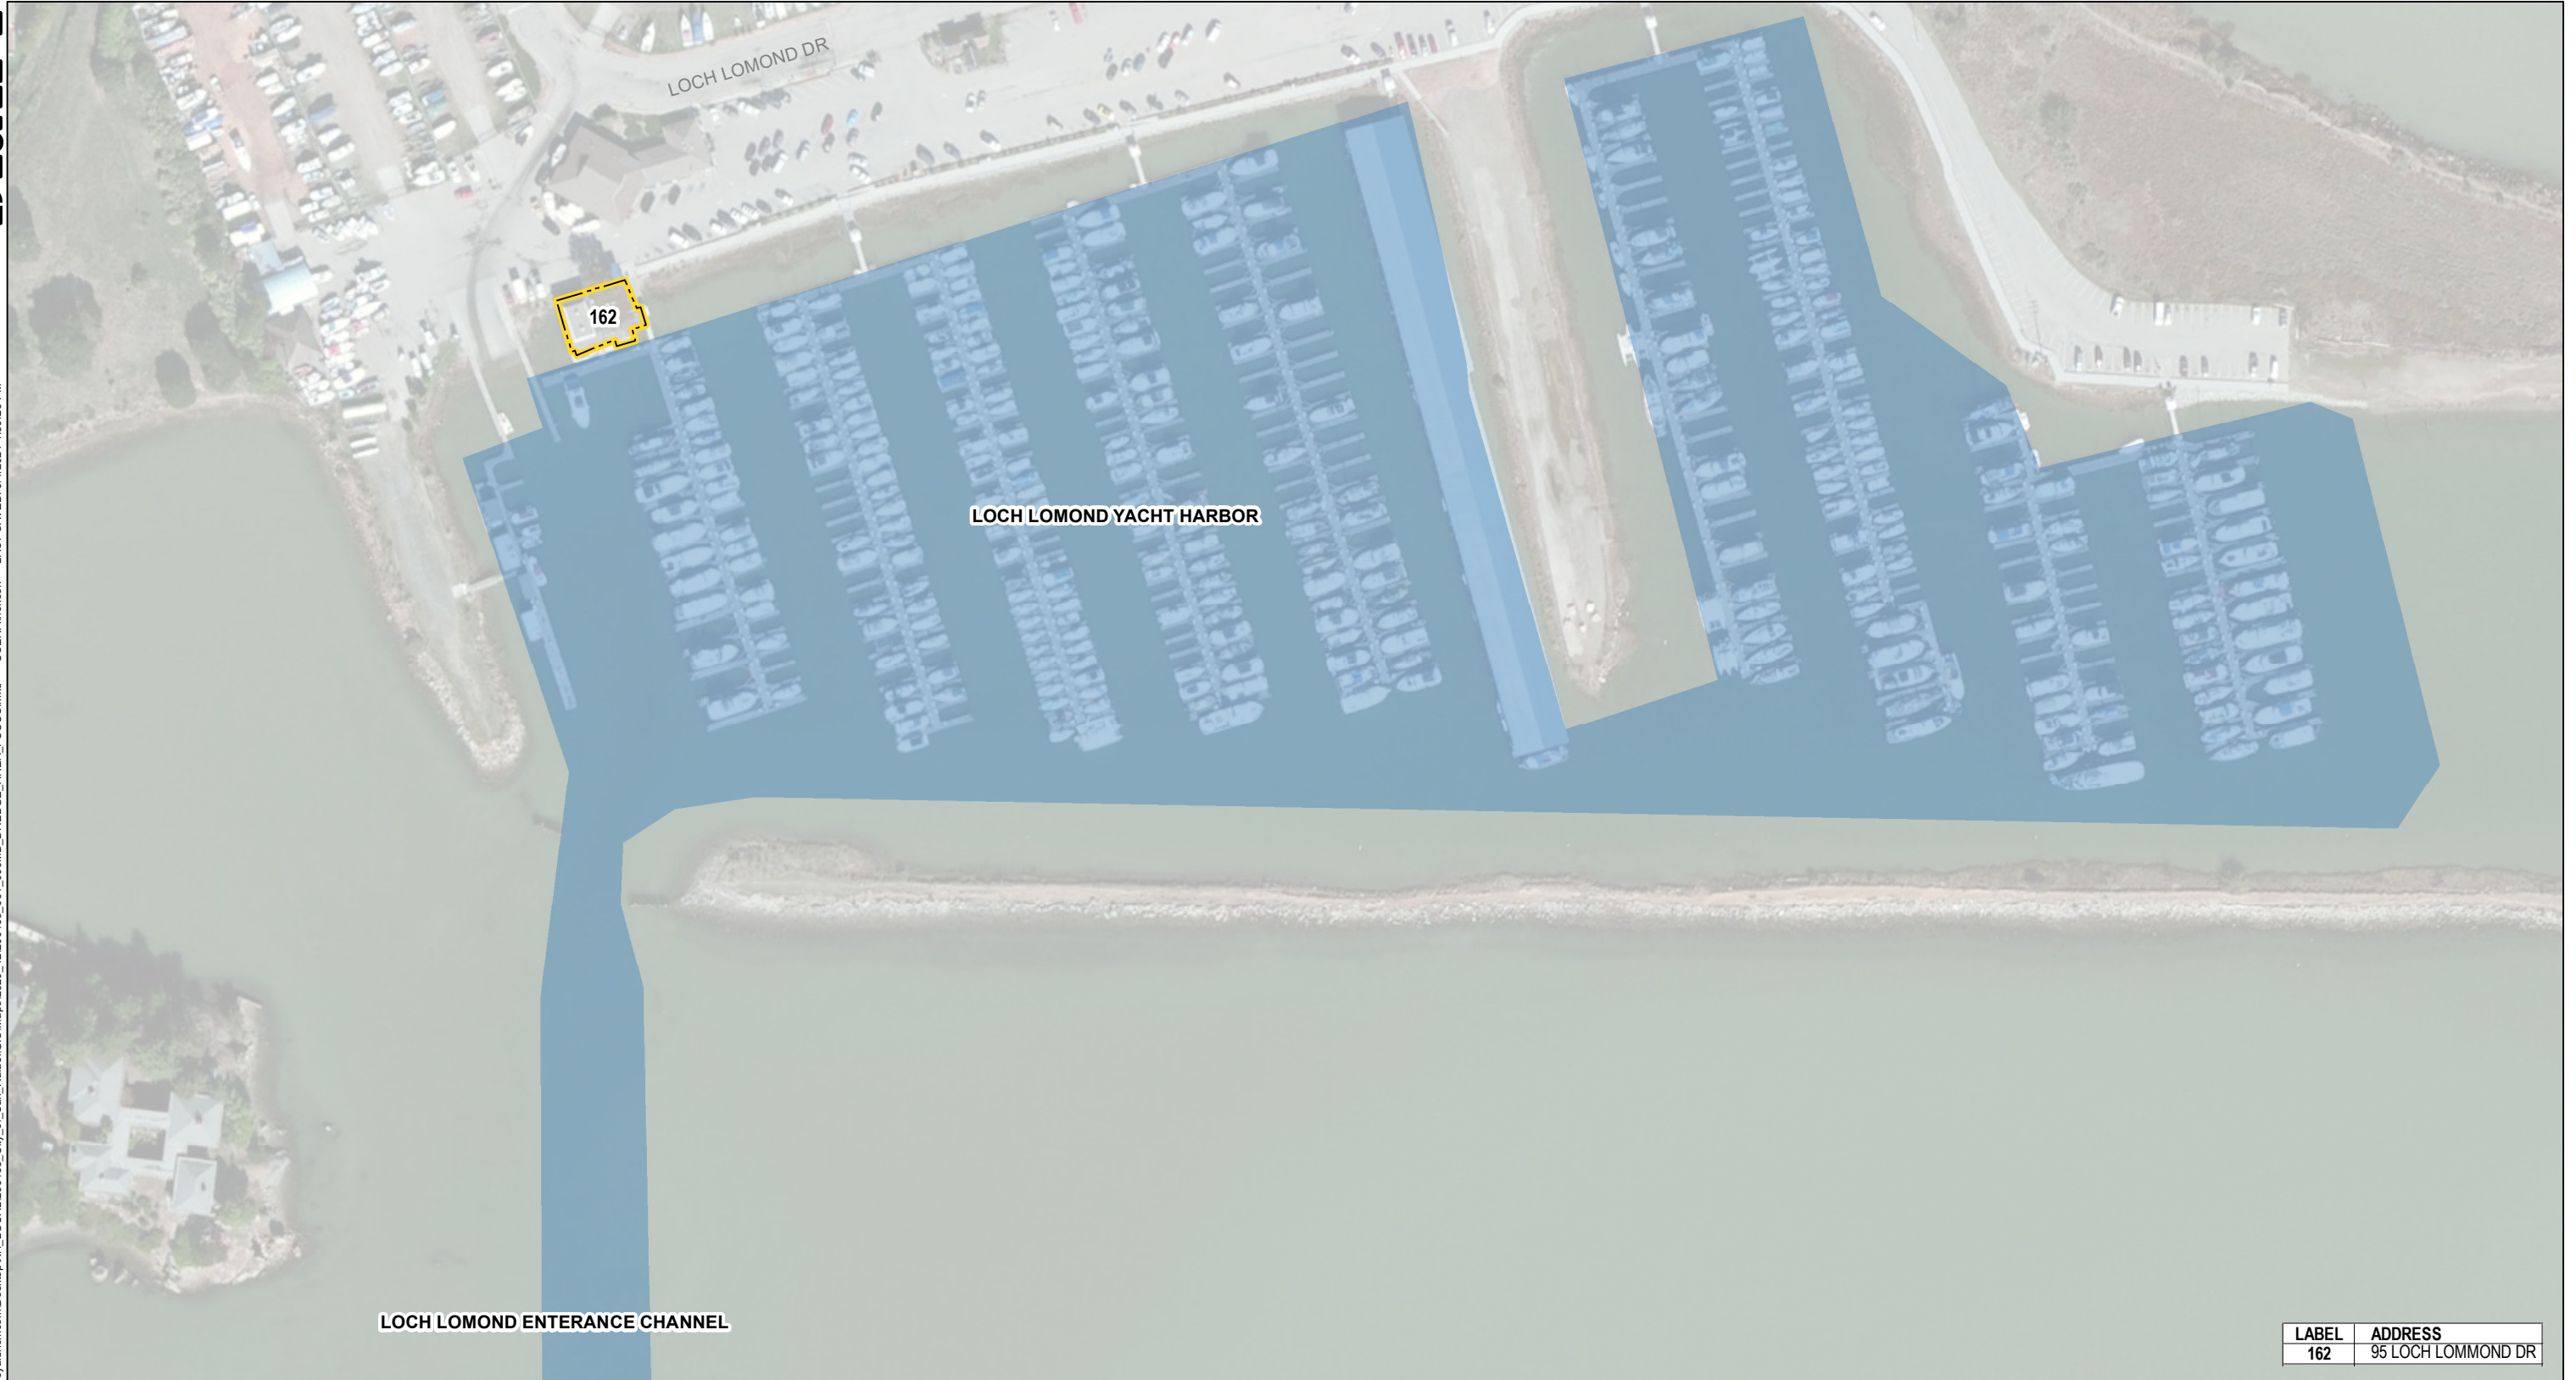 LOCH LOMOND DR
162
LOCH LOMOND YACHT HARBOR
LOCH LOMOND ENTERANCE CHANNEL
LABEL ADDRESS
162 95 LOCH LOMMOND DR